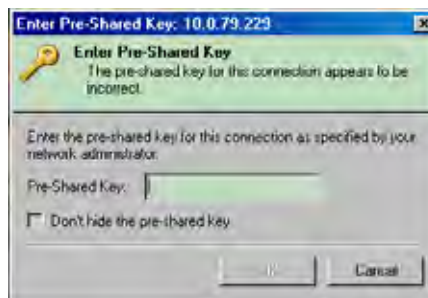 Enter Pre-Shared Key: 10.0.79.229
Enter Pre-Shared Key
The pre-shared key for this connection appears to be
incorrect.
Enter the pre-shared key for this connection as specified by your
network administrator.
Pre-Shared Key:
Don't hide the pre-shared key
Cancel